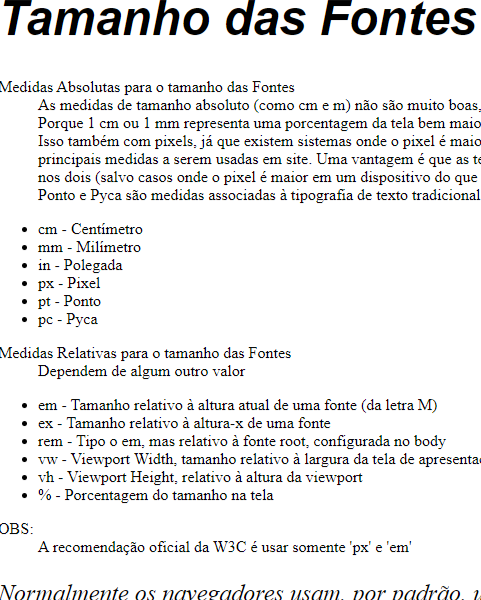 Tamanho das Fontes
Medidas Absolutas para o tamanho das Fontes
As medidas de tamanho absoluto (como cm e m) não são muito boas,
Porque 1 cm ou 1 mm representa uma porcentagem da tela bem maio
Isso também com pixels, já que existem sistemas onde o pixel é maio
principais medidas a serem usadas em site. Uma vantagem é que as te
nos dois (salvo casos onde o pixel é maior em um dispositivo do que
Ponto e Pyca são medidas associadas à tipografia de texto tradicional
• cm - Centímetro
• mm - Milímetro
• in - Polegada
• px - Pixel
• pt - Ponto
• pc - Pyca
Medidas Relativas para o tamanho das Fontes
Dependem de algum outro valor
• em - Tamanho relativo à altura atual de uma fonte (da letra M)
• ex - Tamanho relativo à altura-x de uma fonte
• rem - Tipo o em, mas relativo à fonte root, configurada no body
• vw - Viewport Width, tamanho relativo à largura da tela de apresenta
• vh - Viewport Height, relativo à altura da viewport
• % - Porcentagem do tamanho na tela
OBS:
A recomendação oficial da W3C é usar somente 'px' e 'em'
Normalmente os navegadores usam, por padrão, u